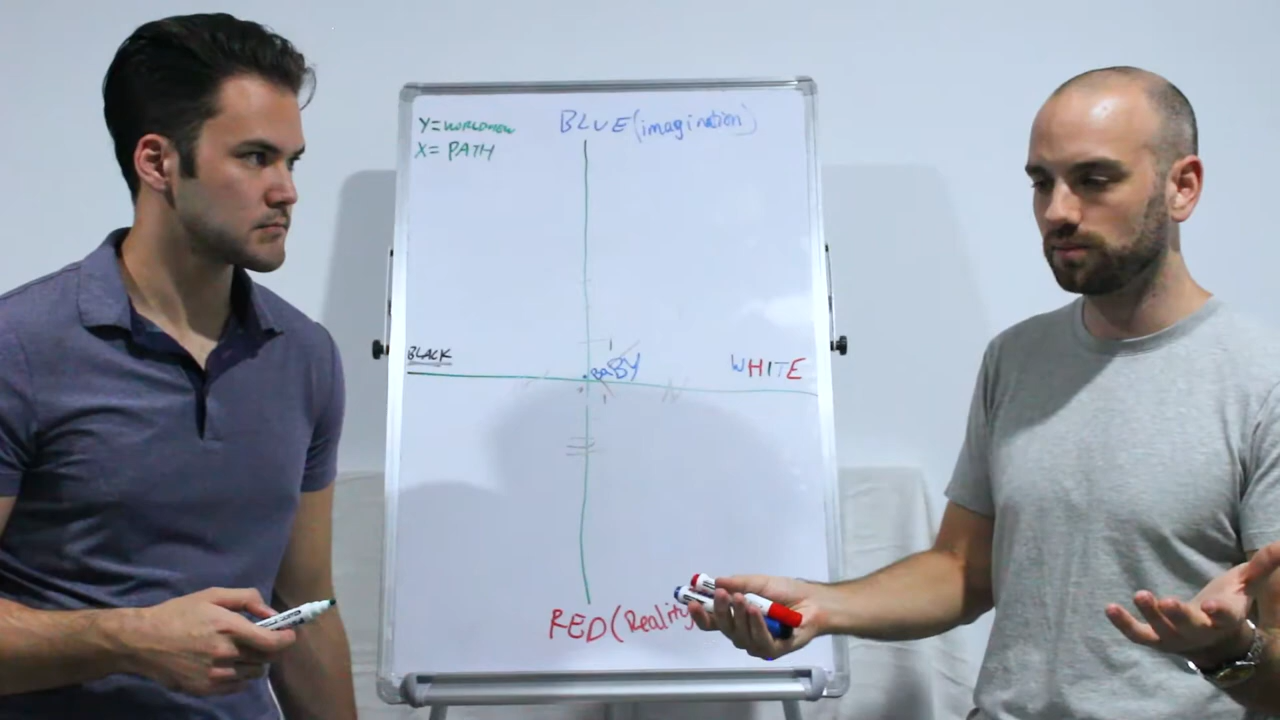 Y= WORLDVIEW
X= PATH
BLUE (imagination)
BLACK
BaBY
WHITE
RED (Reality